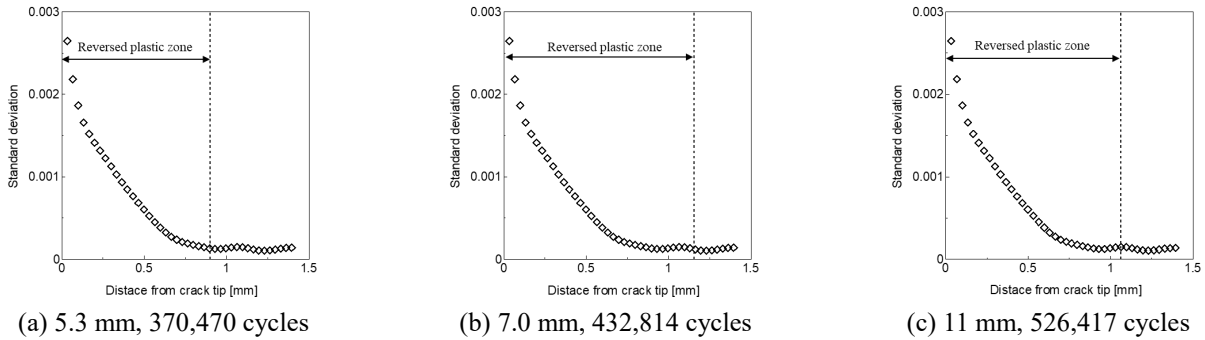 0.003
0.002
0.001
0
Standard deviation
Reversed plastic zone
0 0.5 1 1.5
Distace from crack tip [mm]
(a) 5.3 mm, 370,470 cycles
0.003
0.002
0.001
0
Standard deviation
Reversed plastic zone
0 0.5 1 1.5
Distace from crack tip [mm]
(b) 7.0 mm, 432,814 cycles
0.003
0.002
0.001
0
Standard deviation
Reversed plastic zone
0 0.5 1 1.5
Distace from crack tip [mm]
(c) 11 mm, 526,417 cycles